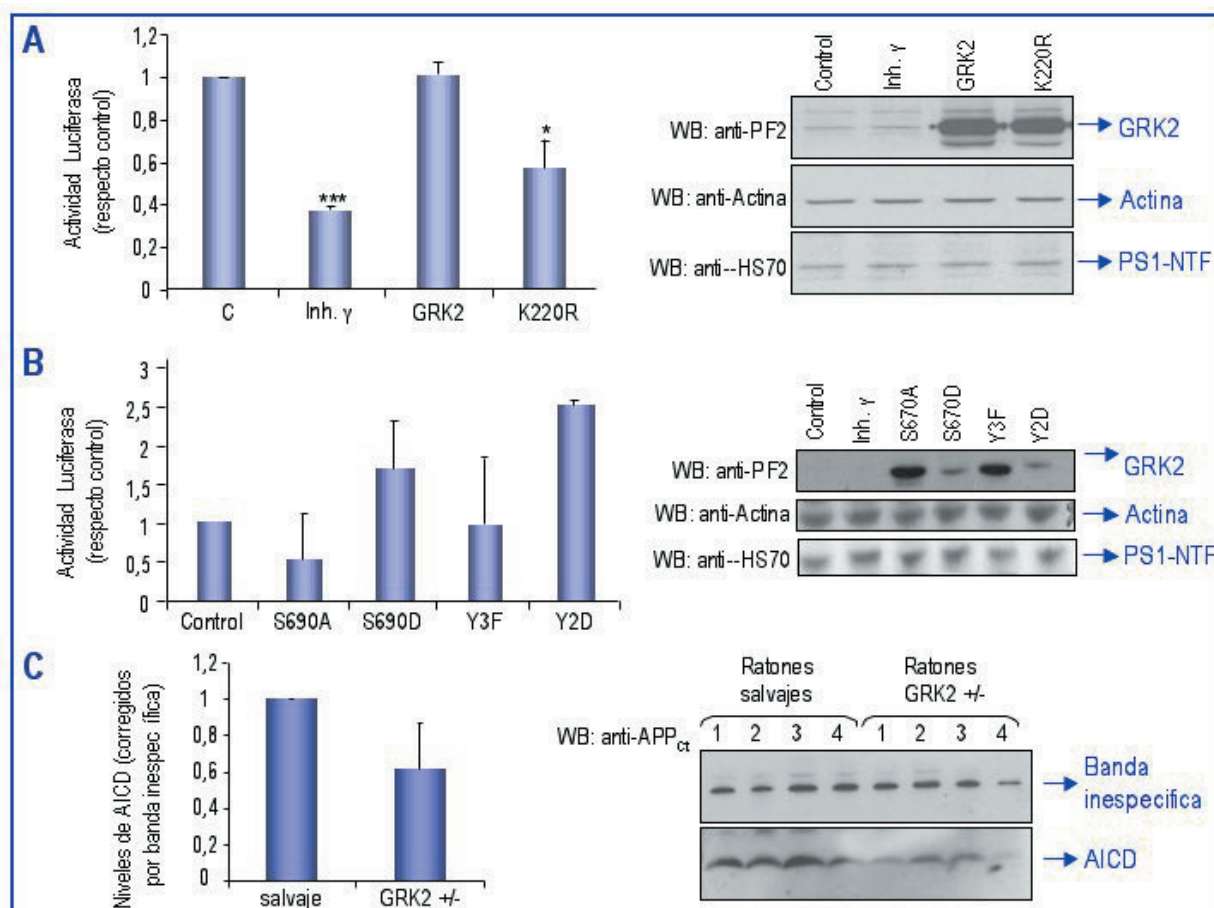 A
Actividad Luciferasa
(respecto control)
1,2
1
0,8
0,6
0,4
0,2
0
***
*
C
Inh. γ
GRK2
K220R
Control
Inh. γ
GRK2
K220R
WB: anti-PF2
GRK2
WB: anti-Actina
Actina
WB: anti--HS70
PS1-NTF
B
Actividad Luciferasa
(respecto control)
3
2,5
2
1,5
1
0,5
0
Control
S690A
S690D
Y3F
Y2D
Control
Inh. γ
S670A
S670D
Y3F
Y2D
WB: anti-PF2
GRK2
WB: anti-Actina
Actina
WB: anti--HS70
PS1-NTF
C
Niveles de AICD (corregidos
por banda inespec ífica)
1,2
1
0,8
0,6
0,4
0,2
0
salvaje
GRK2 +/-
Ratones
salvajes
Ratones
GRK2 +/-
1 2 3 4 1 2 3 4
WB: anti-APPct
Banda
inespecifica
AICD